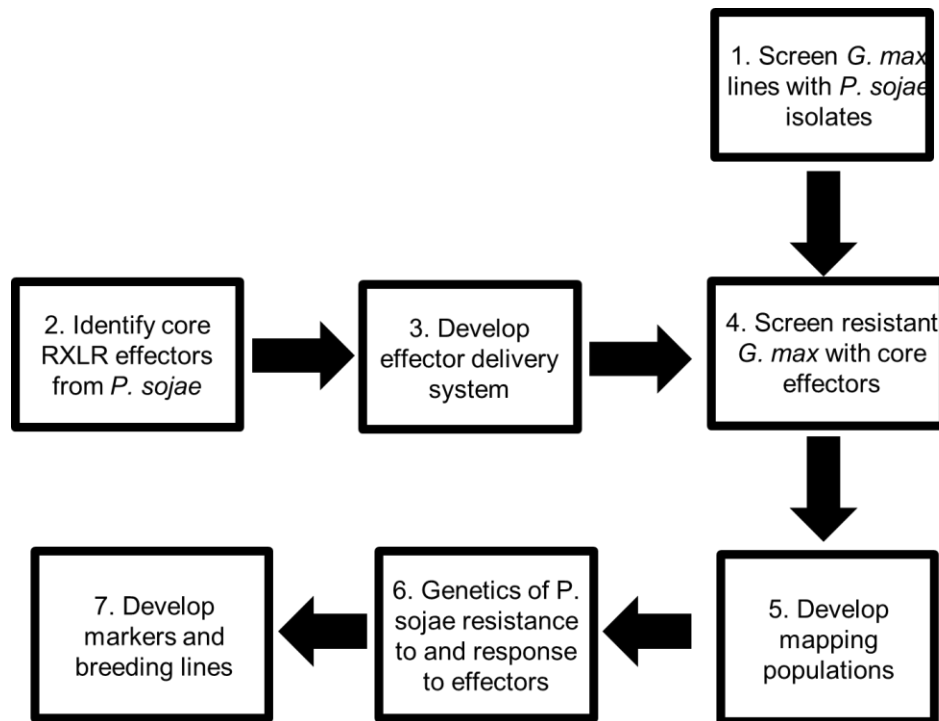 1. Screen G. max
lines with P. sojae
isolates
2. Identify core
RXLR effectors
from P. sojae
3. Develop
effector delivery
system
4. Screen resistant
G. max with core
effectors
5. Develop
mapping
populations
6. Genetics of P.
sojae resistance
to and response
to effectors
7. Develop
markers and
breeding lines